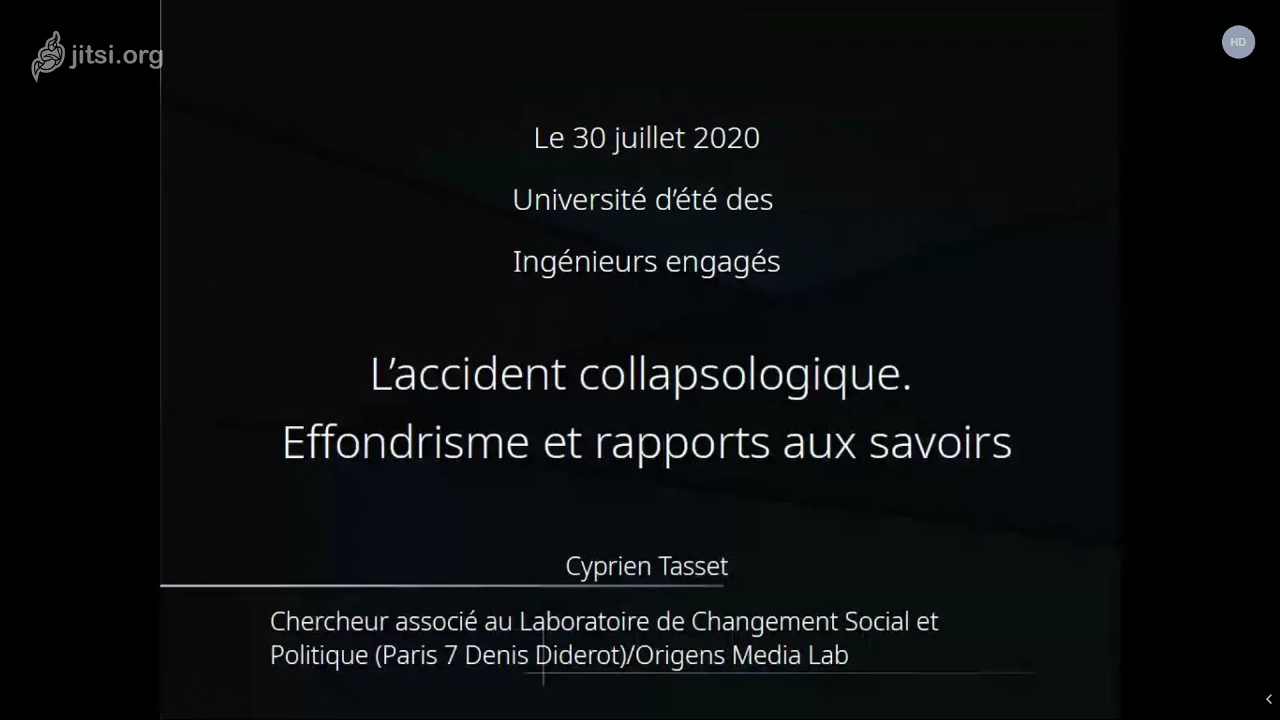 jitsi.org
HD
Le 30 juillet 2020
Université d’été des
Ingénieurs engagés
L’accident collapsologique.
Effondrisme et rapports aux savoirs
Cyprien Tasset
Chercheur associé au Laboratoire de Changement Social et
Politique (Paris 7 Denis Diderot)/Origens Media Lab